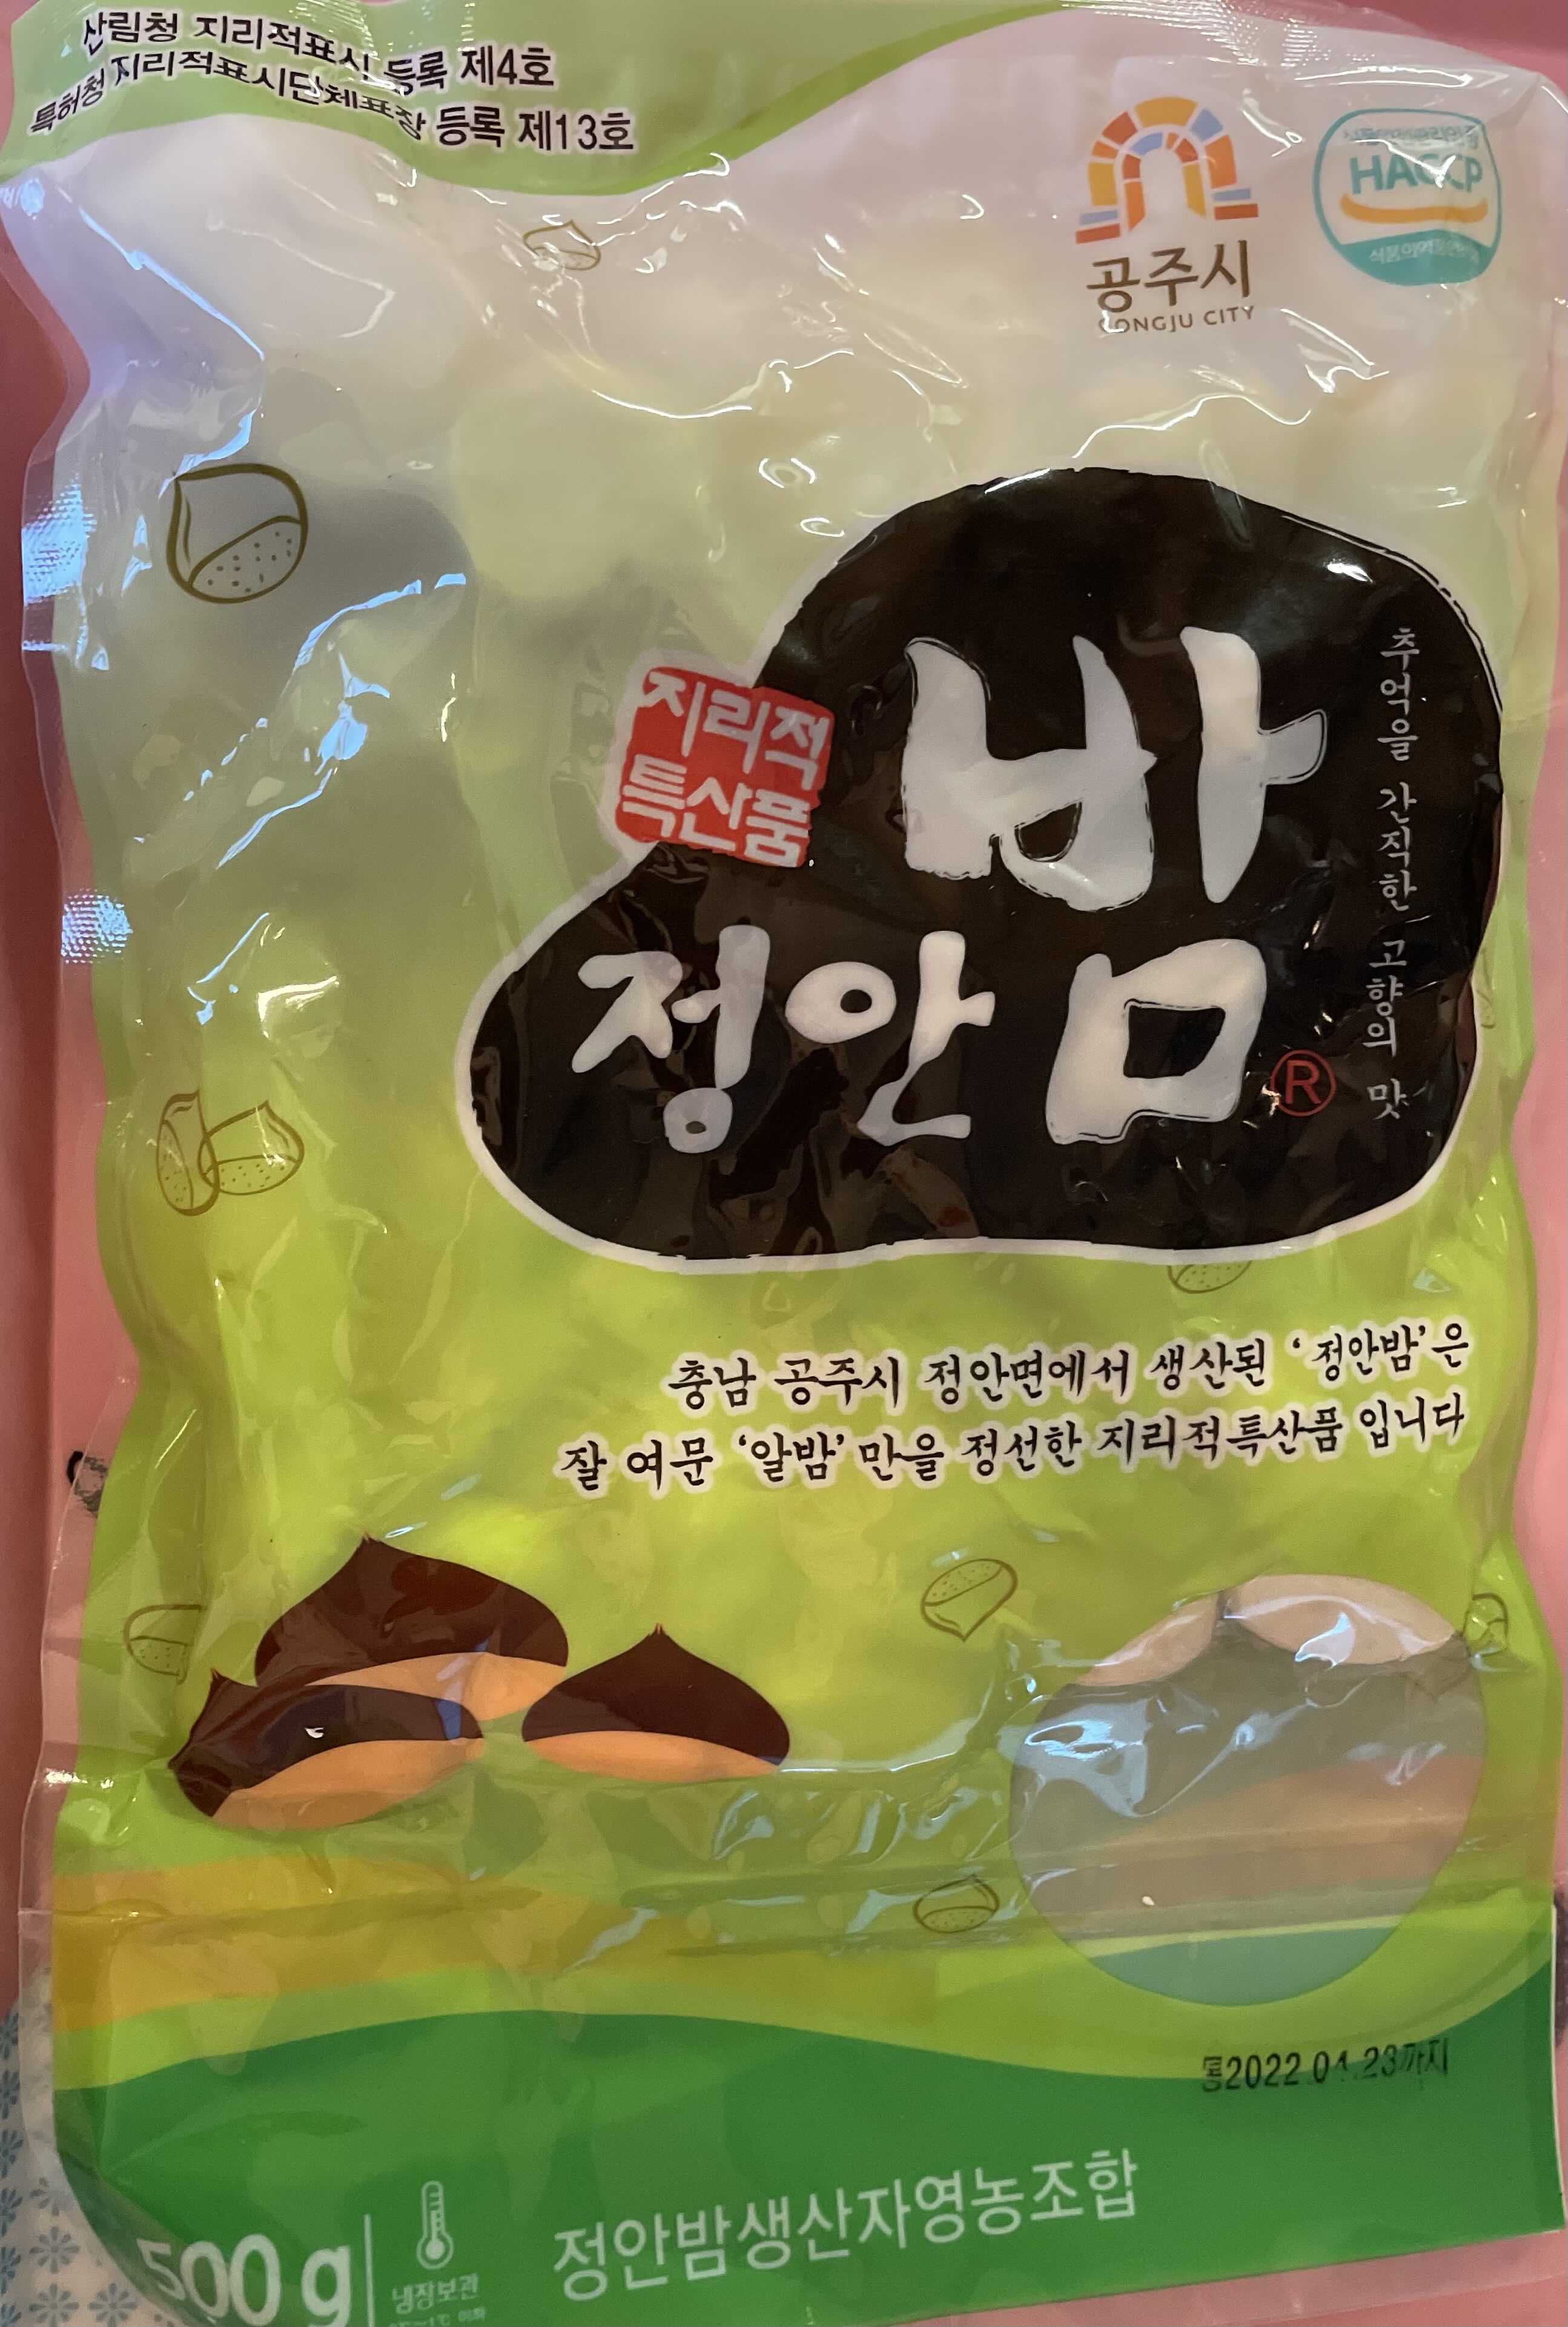 산림청 지리적표시 등록 제4호
특허청 지리적표시단체표장 등록 제13호
공주시
GONGJU CITY
HACCP
지리적
특산품
정안밤
®
추억을 간직한 고향의 맛
충남 공주시 정안면에서 생산된 ‘정안밤’은
잘 여문 ‘알밤’만을 정선한 지리적특산품 입니다
2022.04.23까지
500 g
냉장보관
정안밤생산자영농조합